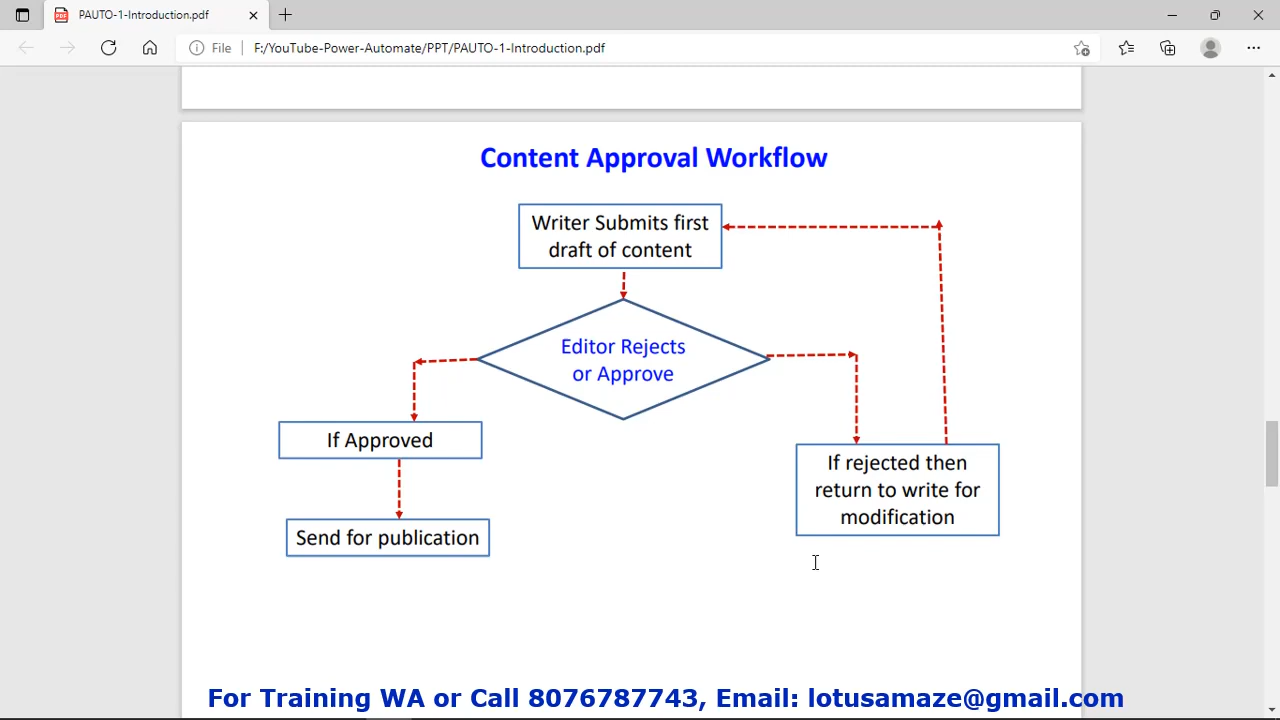 PAUTO-1-Introduction.pdf
File
F:/YouTube-Power-Automate/PPT/PAUTO-1-Introduction.pdf
Content Approval Workflow
Writer Submits first
draft of content
Editor Rejects
or Approve
If Approved
Send for publication
If rejected then
return to write for
modification
For Training WA or Call 8076787743, Email: lotusamaze@gmail.com